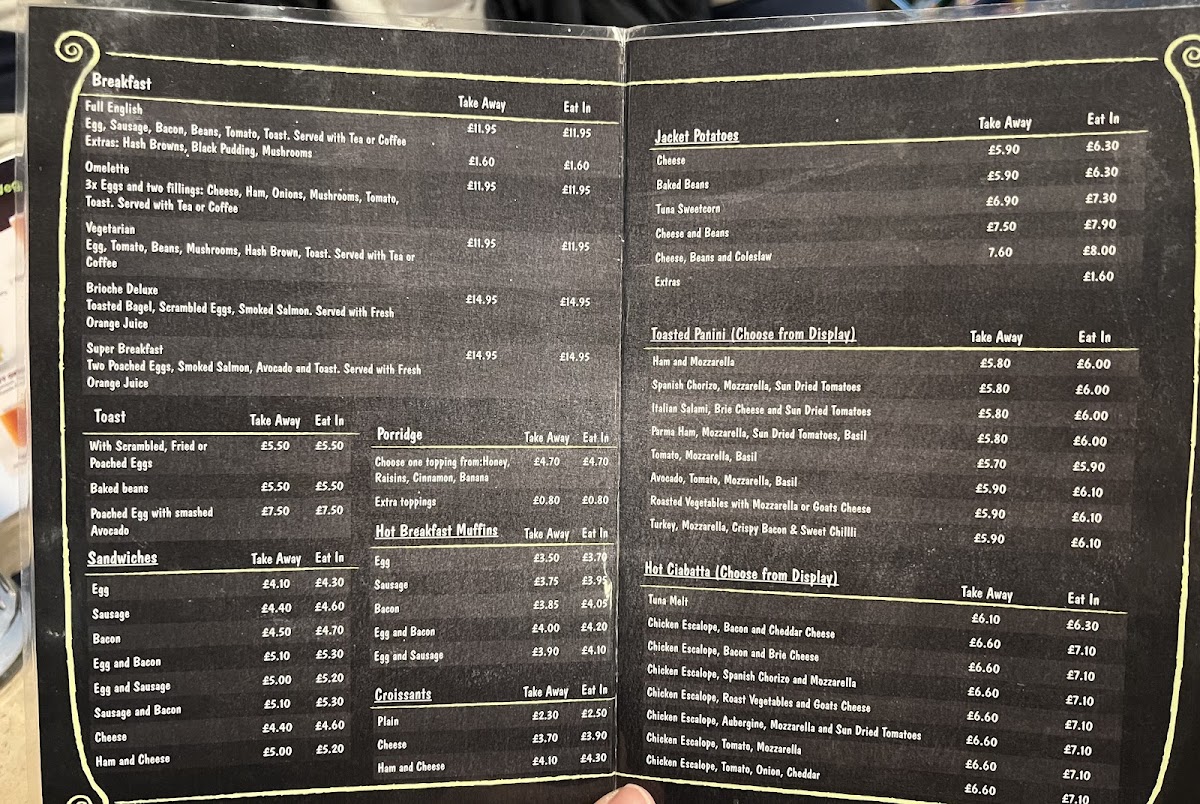 Breakfast Take Away Eat In
Full English £11.95 £11.95
Egg, Sausage, Bacon, Beans, Tomato, Toast. Served with Tea or Coffee
Extras: Hash Browns, Black Pudding, Mushrooms £1.60 £1.60
Omelette £11.95 £11.95
3x Eggs and two fillings: Cheese, Ham, Onions, Mushrooms, Tomato,
Toast. Served with Tea or Coffee
Vegetarian £11.95 £11.95
Egg, Tomato, Beans, Mushrooms, Hash Brown, Toast. Served with Tea or
Coffee
Brioche Deluxe £14.95 £14.95
Toasted Bagel, Scrambled Eggs, Smoked Salmon. Served with Fresh
Orange Juice
Super Breakfast £14.95 £14.95
Two Poached Eggs, Smoked Salmon, Avocado and Toast. Served with Fresh
Orange Juice
Toast Take Away Eat In
With Scrambled, Fried or £5.50 £5.50
Poached Eggs
Baked beans £5.50 £5.50
Poached Egg with smashed £7.50 £7.50
Avocado
Sandwiches Take Away Eat In
Egg £4.10 £4.30
Sausage £4.40 £4.60
Bacon £4.50 £4.70
Egg and Bacon £5.10 £5.30
Egg and Sausage £5.00 £5.20
Sausage and Bacon £5.10 £5.30
Cheese £4.40 £4.60
Ham and Cheese £5.00 £5.20
Porridge Take Away Eat In
Choose one topping from:Honey, £4.70 £4.70
Raisins, Cinnamon, Banana
Extra toppings £0.80 £0.80
Hot Breakfast Muffins Take Away Eat In
Egg £3.50 £3.70
Sausage £3.75 £3.95
Bacon £3.85 £4.05
Egg and Bacon £4.00 £4.20
Egg and Sausage £3.90 £4.10
Croissants Take Away Eat In
Plain £2.30 £2.50
Cheese £3.70 £3.90
Ham and Cheese £4.10 £4.30
Jacket Potatoes Take Away Eat In
Cheese £5.90 £6.30
Baked Beans £5.90 £6.30
Tuna Sweetcorn £6.90 £7.30
Cheese and Beans £7.50 £7.90
Cheese, Beans and Coleslaw 7.60 £8.00
Extras £1.60
Toasted Panini (Choose from Display) Take Away Eat In
Ham and Mozzarella £5.80 £6.00
Spanish Chorizo, Mozzarella, Sun Dried Tomatoes £5.80 £6.00
Italian Salami, Brie Cheese and Sun Dried Tomatoes £5.80 £6.00
Parma Ham, Mozzarella, Sun Dried Tomatoes, Basil £5.80 £6.00
Tomato, Mozzarella, Basil £5.70 £5.90
Avocado, Tomato, Mozzarella, Basil £5.90 £6.10
Roasted Vegetables with Mozzarella or Goats Cheese £5.90 £6.10
Turkey, Mozzarella, Crispy Bacon & Sweet Chillli £5.90 £6.10
Hot Ciabatta (Choose from Display) Take Away Eat In
Tuna Melt £6.10 £6.30
Chicken Escalope, Bacon and Cheddar Cheese £6.60 £7.10
Chicken Escalope, Bacon and Brie Cheese £6.60 £7.10
Chicken Escalope, Spanish Chorizo and Mozzarella £6.60 £7.10
Chicken Escalope, Roast Vegetables and Goats Cheese £6.60 £7.10
Chicken Escalope, Aubergine, Mozzarella and Sun Dried Tomatoes £6.60 £7.10
Chicken Escalope, Tomato, Mozzarella £6.60 £7.10
Chicken Escalope, Tomato, Onion, Cheddar £6.60 £7.10